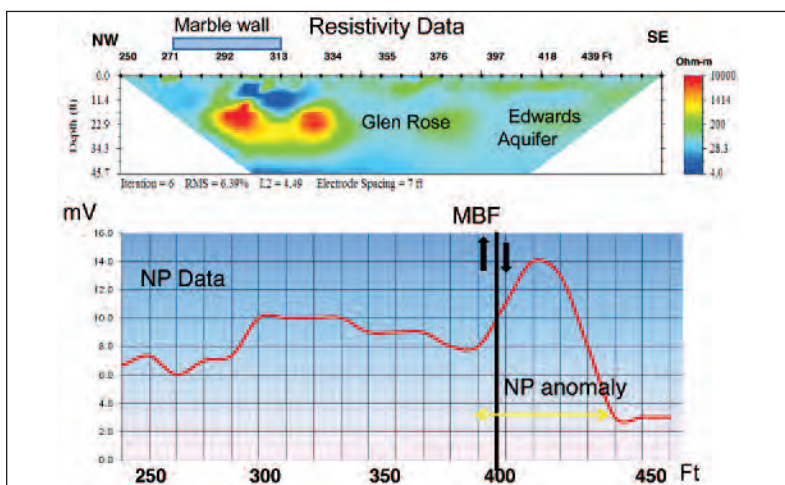 Marble wall Resistivity Data
NW SE
250 271 292 313 334 355 376 397 418 439 Ft
Ohm-m
0.0 10000
11.4 1414
22.9 200
34.3 28.3
45.7 4.0
Depth (ft)
Glen Rose
Edwards
Aquifer
Iteration = 6 RMS = 6.39% L2 = 4.49 Electrode Spacing = 7 ft
mV MBF
16.0
14.0
12.0
10.0
8.0
6.0
4.0
2.0
0.0
NP Data
NP anomaly
250 300 350 400 450 Ft